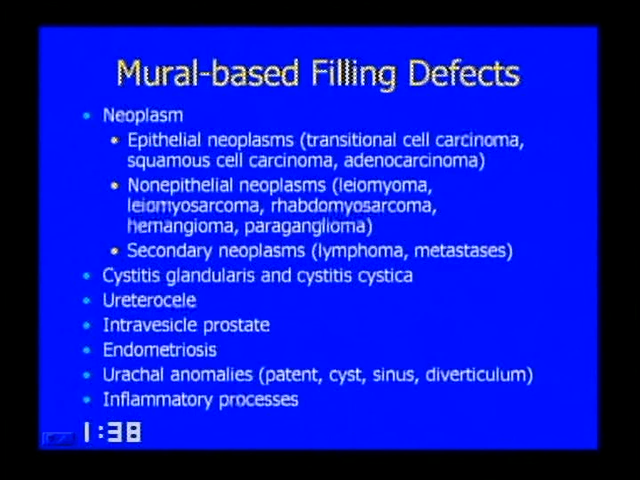 Mural-based Filling Defects
• Neoplasm
• Epithelial neoplasms (transitional cell carcinoma,
squamous cell carcinoma, adenocarcinoma)
• Nonepithelial neoplasms (leiomyoma,
leiomyosarcoma, rhabdomyosarcoma,
hemangioma, paraganglioma)
• Secondary neoplasms (lymphoma, metastases)
• Cystitis glandularis and cystitis cystica
• Ureterocele
• Intravesicle prostate
• Endometriosis
• Urachal anomalies (patent, cyst, sinus, diverticulum)
• Inflammatory processes
1:38